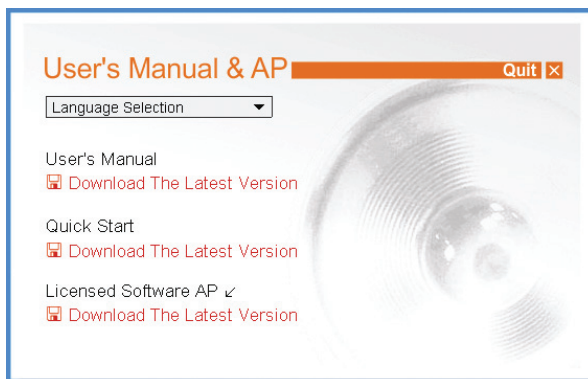 User's Manual & AP
Quit
Language Selection
User's Manual
Download The Latest Version
Quick Start
Download The Latest Version
Licensed Software AP
Download The Latest Version